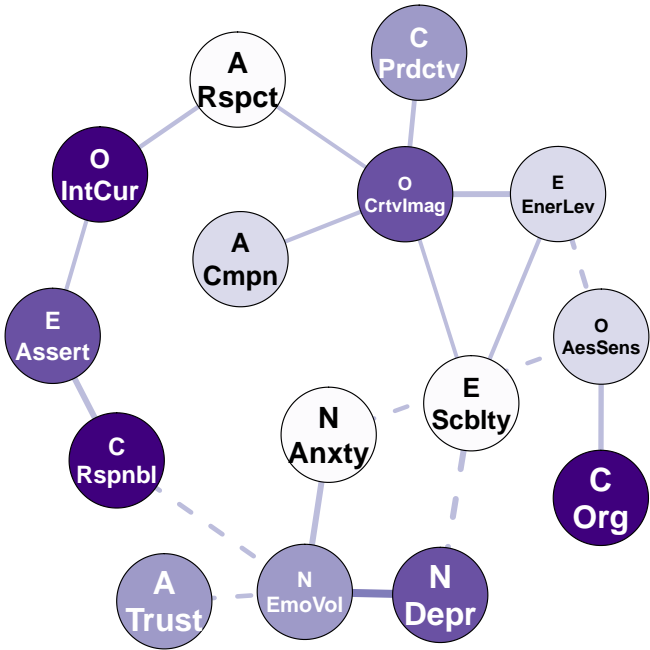 C
Prdctv
A
Rspct
O
IntCur
O
CrtvImag
E
EnerLev
A
Cmpn
E
Assert
O
AesSens
E
Scblty
N
Anxty
C
Rspnbl
C
Org
A
Trust
N
EmoVol
N
Depr